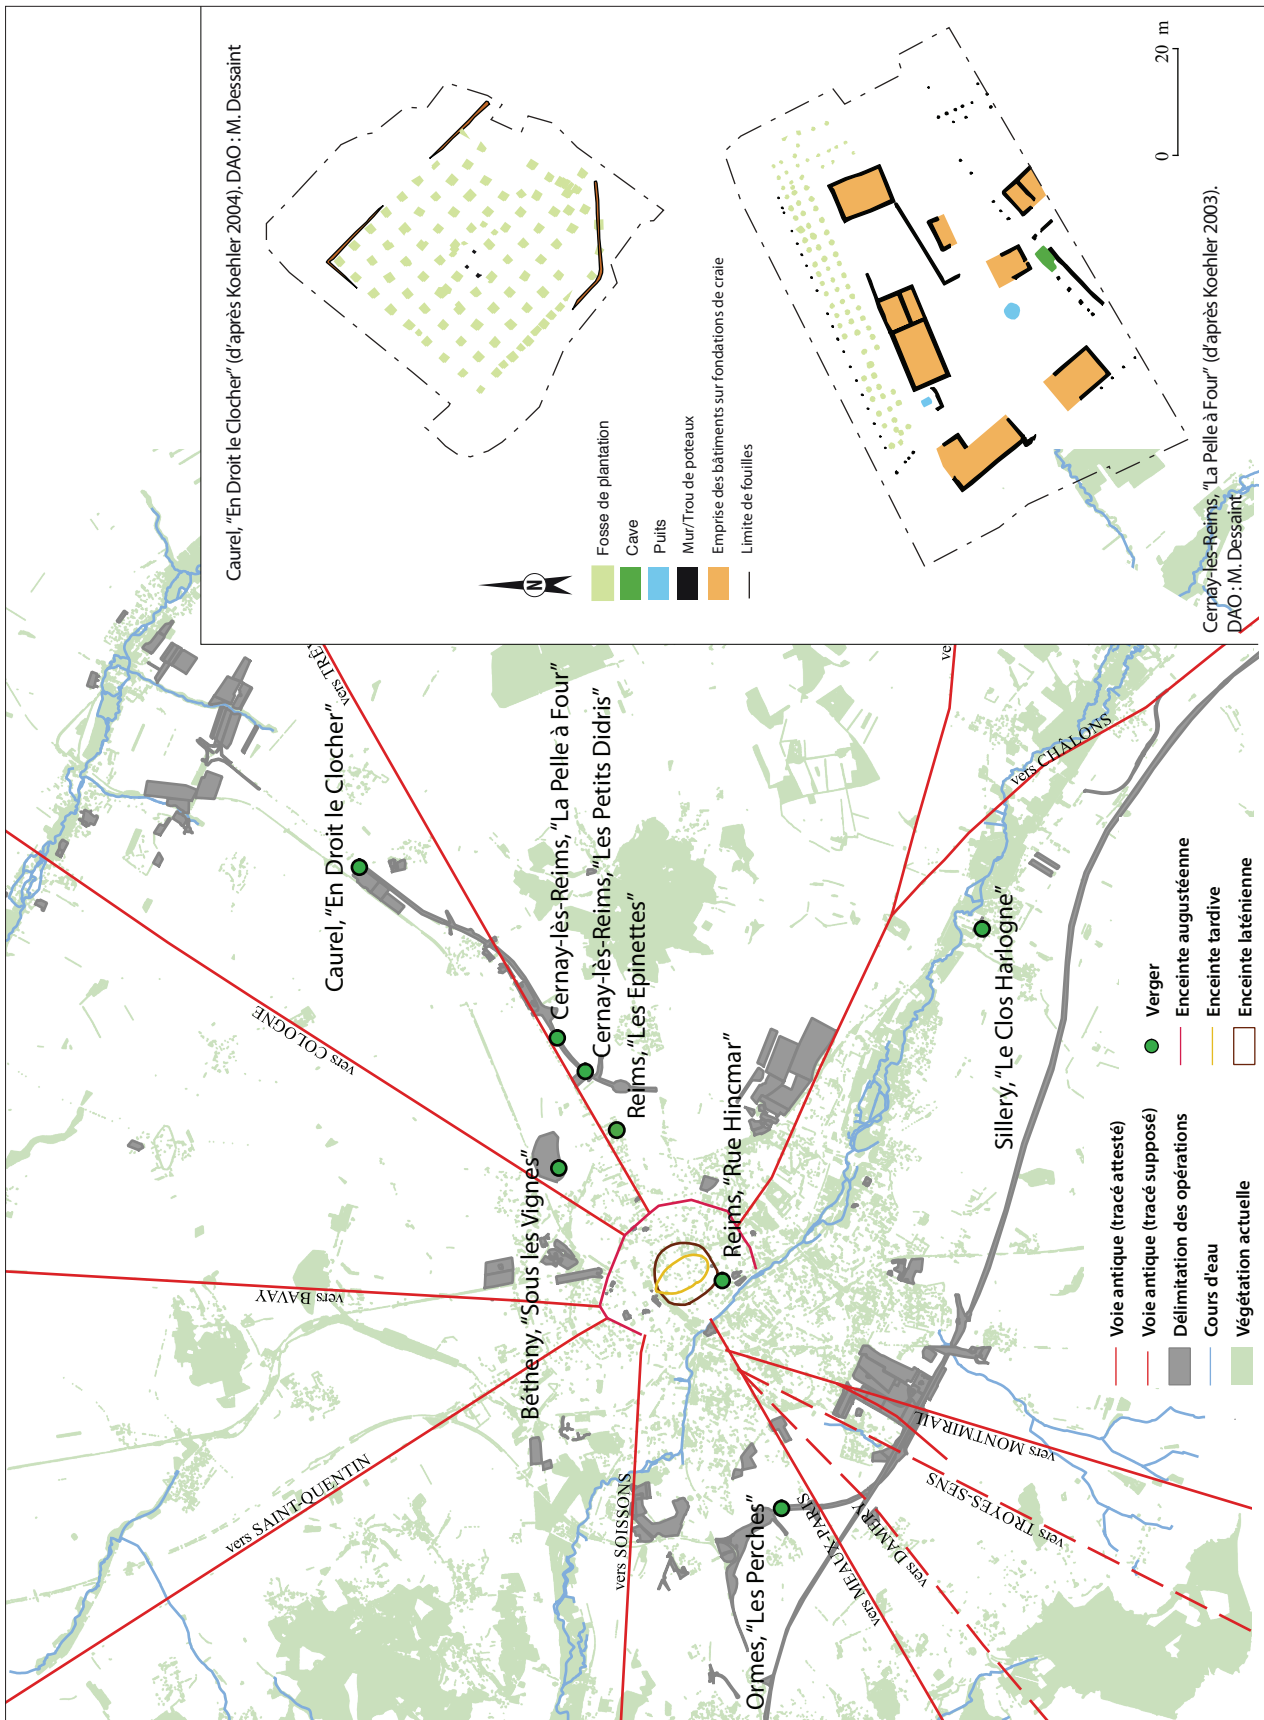 Caurel, "En Droit le Clocher" (d'après Koehler 2004). DAO : M. Dessaint
N
Fosse de plantation
Cave
Puits
Mur/Trou de poteaux
Emprise des bâtiments sur fondations de craie
Limite de fouilles
0 20 m
Cernay-les-Reims, "La Pelle à Four" (d'après Koehler 2003).
DAO : M. Dessaint
vers SAINT-QUENTIN
vers BAVAY
vers COLOGNE
vers TRÊV
Caurel, "En Droit le Clocher"
Bétheny, "Sous les Vignes"
Cernay-lès-Reims, "La Pelle à Four"
Cernay-lès-Reims, "Les Petits Didris"
Reims, "Les Epinettes"
vers SOISSONS
Reims, "Rue Hincmar"
Ormes, "Les Perches"
vers MEAUX-PARIS
vers DAMERY
vers TROYES-SENS
vers MONTMIRAIL
ve
vers CHÂLONS
Sillery, "Le Clos Harlogne"
Voie antique (tracé attesté)
Voie antique (tracé supposé)
Délimitation des opérations
Cours d'eau
Végétation actuelle
Verger
Enceinte augustéenne
Enceinte tardive
Enceinte laténienne